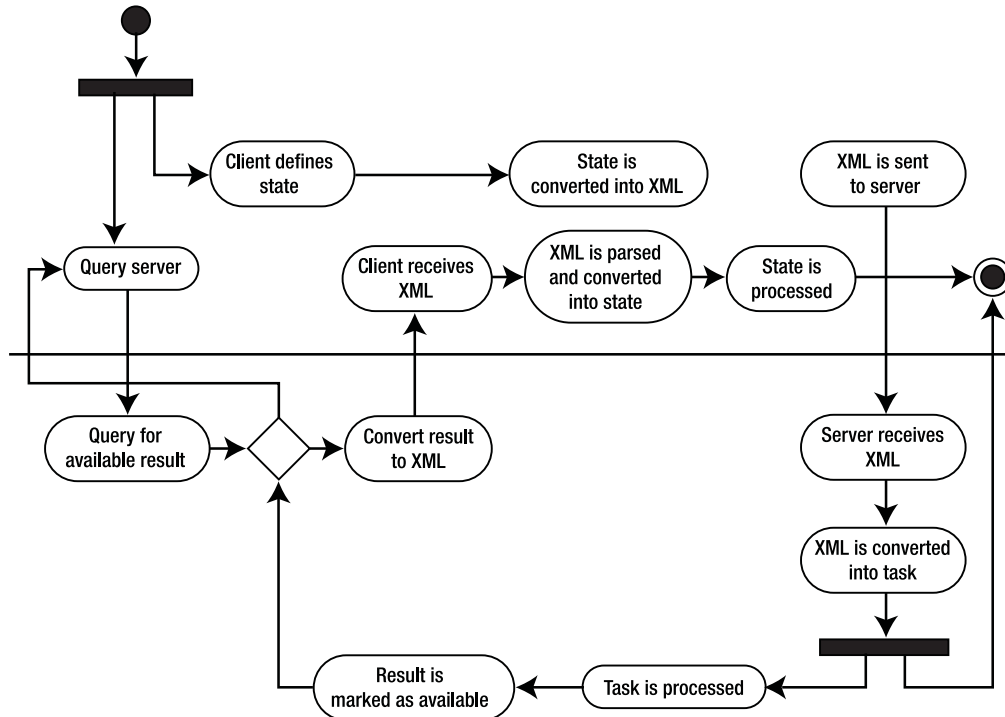 Client defines
state
State is
converted into XML
XML is sent
to server
Query server
Client receives
XML
XML is parsed
and converted
into state
State is
processed
Query for
available result
Convert result
to XML
Server receives
XML
XML is converted
into task
Result is
marked as available
Task is processed